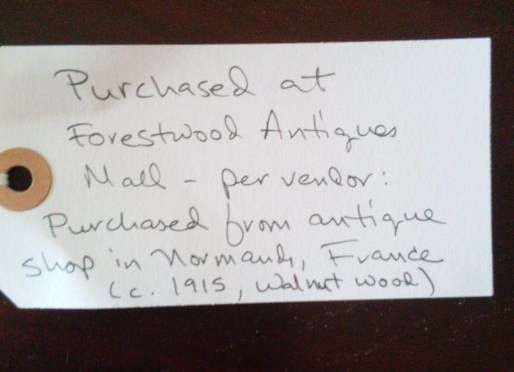 Purchased at
Forestwood Antiques
Mall - per vendor:
Purchased from antique
shop in Normandy, France
(c. 1915, walnut wood)